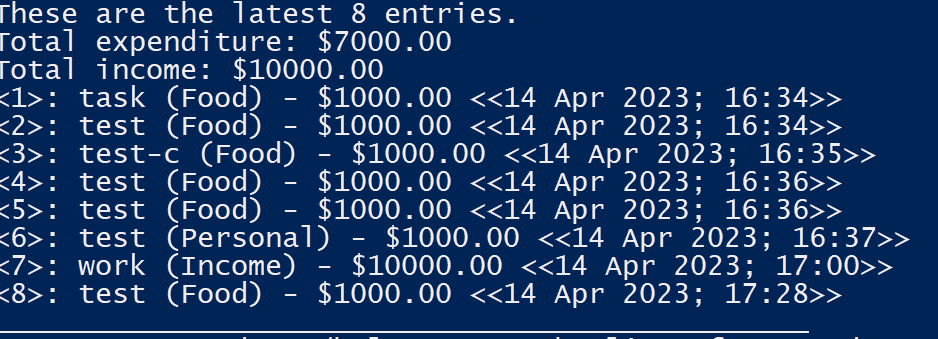 These are the latest 8 entries.
Total expenditure: $7000.00
Total income: $10000.00
<1>: task (Food) - $1000.00 <<14 Apr 2023; 16:34>>
<2>: test (Food) - $1000.00 <<14 Apr 2023; 16:34>>
<3>: test-c (Food) - $1000.00 <<14 Apr 2023; 16:35>>
<4>: test (Food) - $1000.00 <<14 Apr 2023; 16:36>>
<5>: test (Food) - $1000.00 <<14 Apr 2023; 16:36>>
<6>: test (Personal) - $1000.00 <<14 Apr 2023; 16:37>>
<7>: work (Income) - $10000.00 <<14 Apr 2023; 17:00>>
<8>: test (Food) - $1000.00 <<14 Apr 2023; 17:28>>